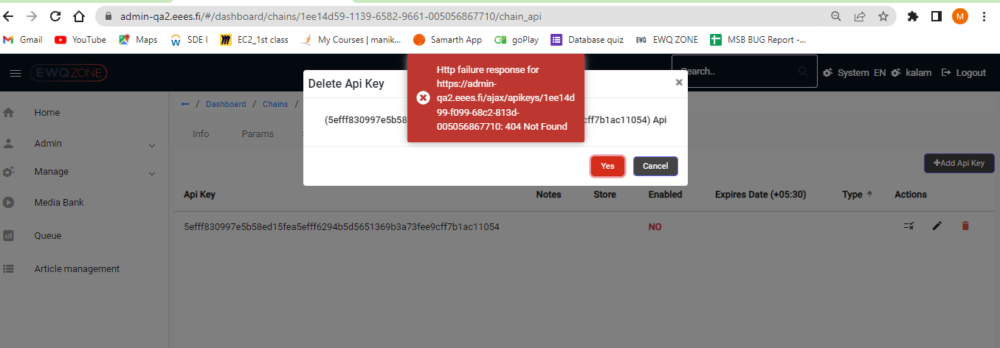 admin-qa2.eees.fi/#/dashboard/chains/1ee14d59-1139-6582-9661-005056867710/chain_api
M
Gmail YouTube Maps SDE I EC2_1st class My Courses | manik... Samarth App goPlay Database quiz EWQ EWQ ZONE MSB BUG Report -...
EWQZONE
Search..
System EN kalam Logout
Delete Api Key
×
Http failure response for
https://admin-
qa2.eees.fi/ajax/apikeys/1ee14d
99-f099-68c2-813d-
005056867710: 404 Not Found
Home
← / Dashboard / Chains /
(5efff830997e5b58 cff7b1ac11054) Api
Info Params
Admin
Yes Cancel
+Add Api Key
Manage
Api Key Notes Store Enabled Expires Date (+05:30) Type ↑ Actions
Media Bank
5efff830997e5b58ed15fea5efff6294b5d5651369b3a73fee9cff7b1ac11054 NO
Queue
Article management